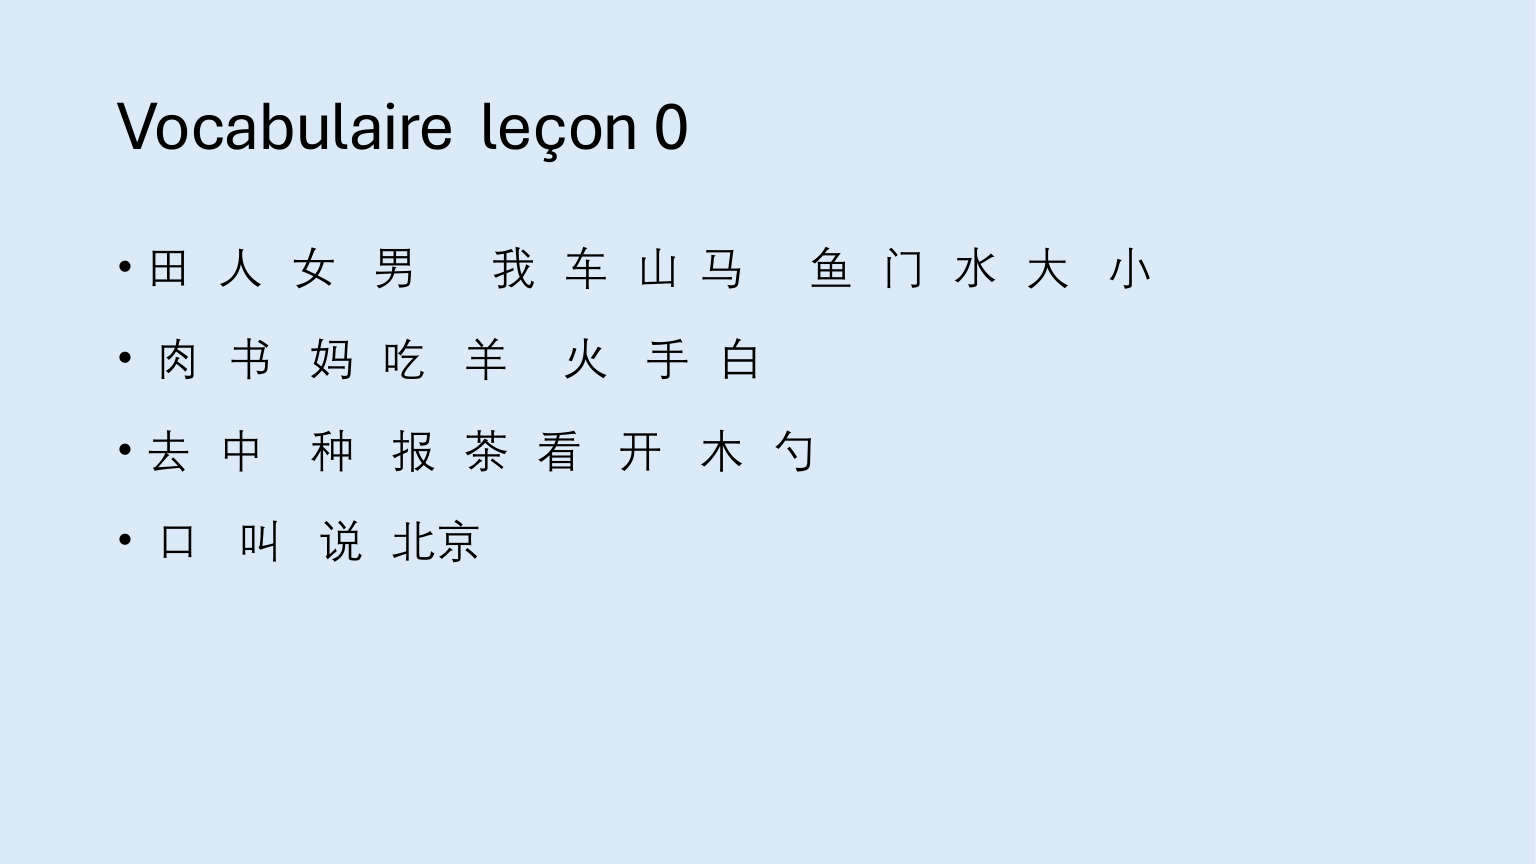 Vocabulaire leçon 0
• 田 人 女 男 我 车 山 马 鱼 门 水 大 小
• 肉 书 妈 吃 羊 火 手 白
• 去 中 种 报 茶 看 开 木 勺
• 口 叫 说 北京